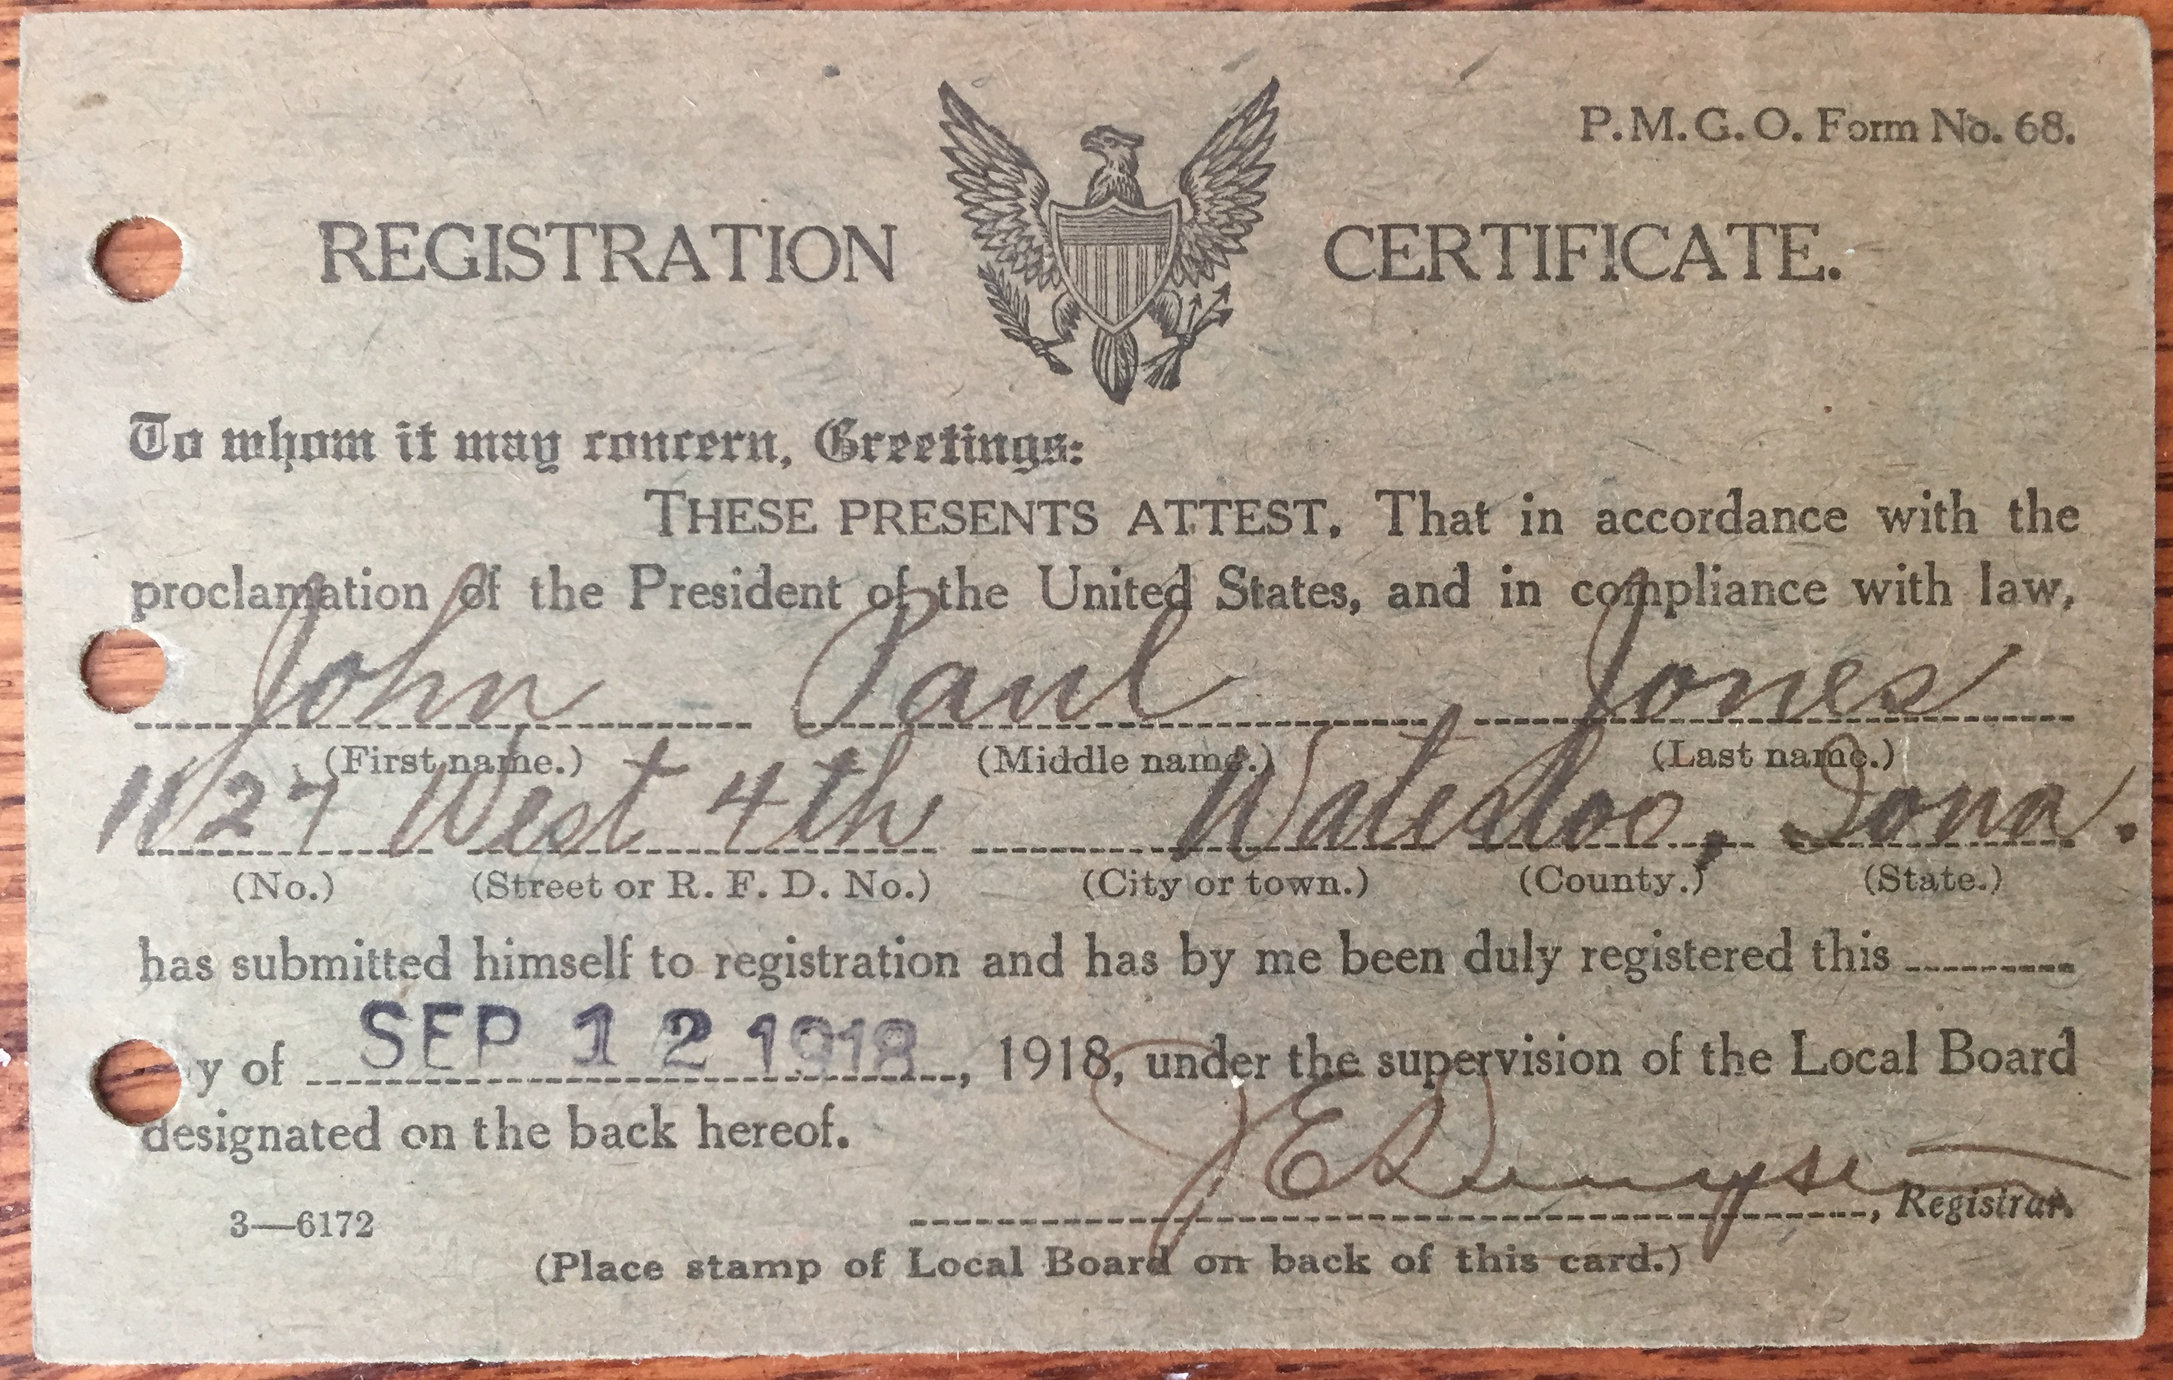 P.M.G.O. Form No. 68.
REGISTRATION CERTIFICATE.
To whom it may concern, Greetings:
THESE PRESENTS ATTEST, That in accordance with the
proclamation of the President of the United States, and in compliance with law,
John Paul Jones
(First name.) (Middle name.) (Last name.)
1127 West 4th Waterloo, Iowa.
(No.) (Street or R. F. D. No.) (City or town.) (County.) (State.)
has submitted himself to registration and has by me been duly registered this
y of SEP 12 1918, 1918, under the supervision of the Local Board
designated on the back hereof.
J E
, Registrar.
3—6172
(Place stamp of Local Board on back of this card.)